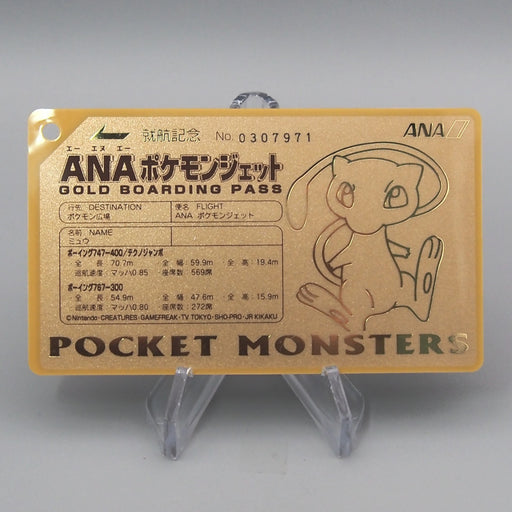 就航記念 No. 0307971 ANA
エー エヌ エー
ANAポケモンジェット
GOLD BOARDING PASS
行先 DESTINATION 便名 FLIGHT
ポケモン広場 ANA ポケモンジェット
名前 NAME
ミュウ
ボーイング747-400/テクノジャンボ
全 長：70.7m 全 幅：59.9m 全 高：19.4m
巡航速度：マッハ0.85 座席数：569席
ボーイング767-300
全 長：54.9m 全 幅：47.6m 全 高：15.9m
巡航速度：マッハ0.80 座席数：272席
©Nintendo·CREATURES·GAMEFREAK·TV TOKYO·SHO-PRO·JR KIKAKU
POCKET MONSTERS